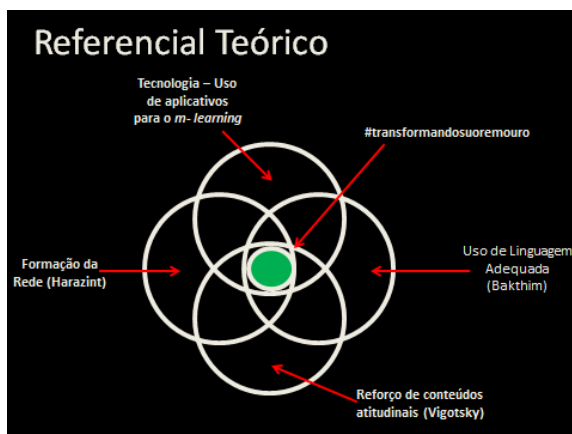 Referencial Teórico
Tecnologia – Uso
de aplicativos
para o m- learning
#transformandosuoremouro
Formação da
Rede (Harazint)
Uso de Linguagem
Adequada
(Bakthim)
Reforço de conteúdos
atitudinais (Vigotsky)